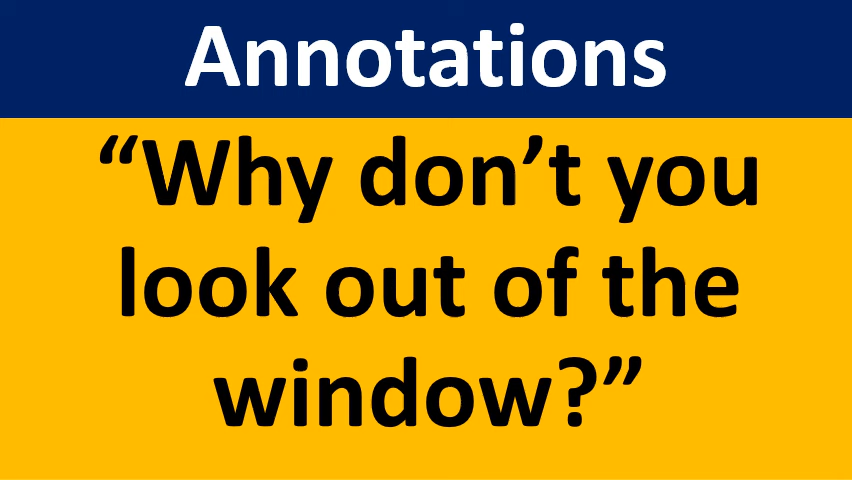 Annotations
“Why don’t you
look out of the
window?”